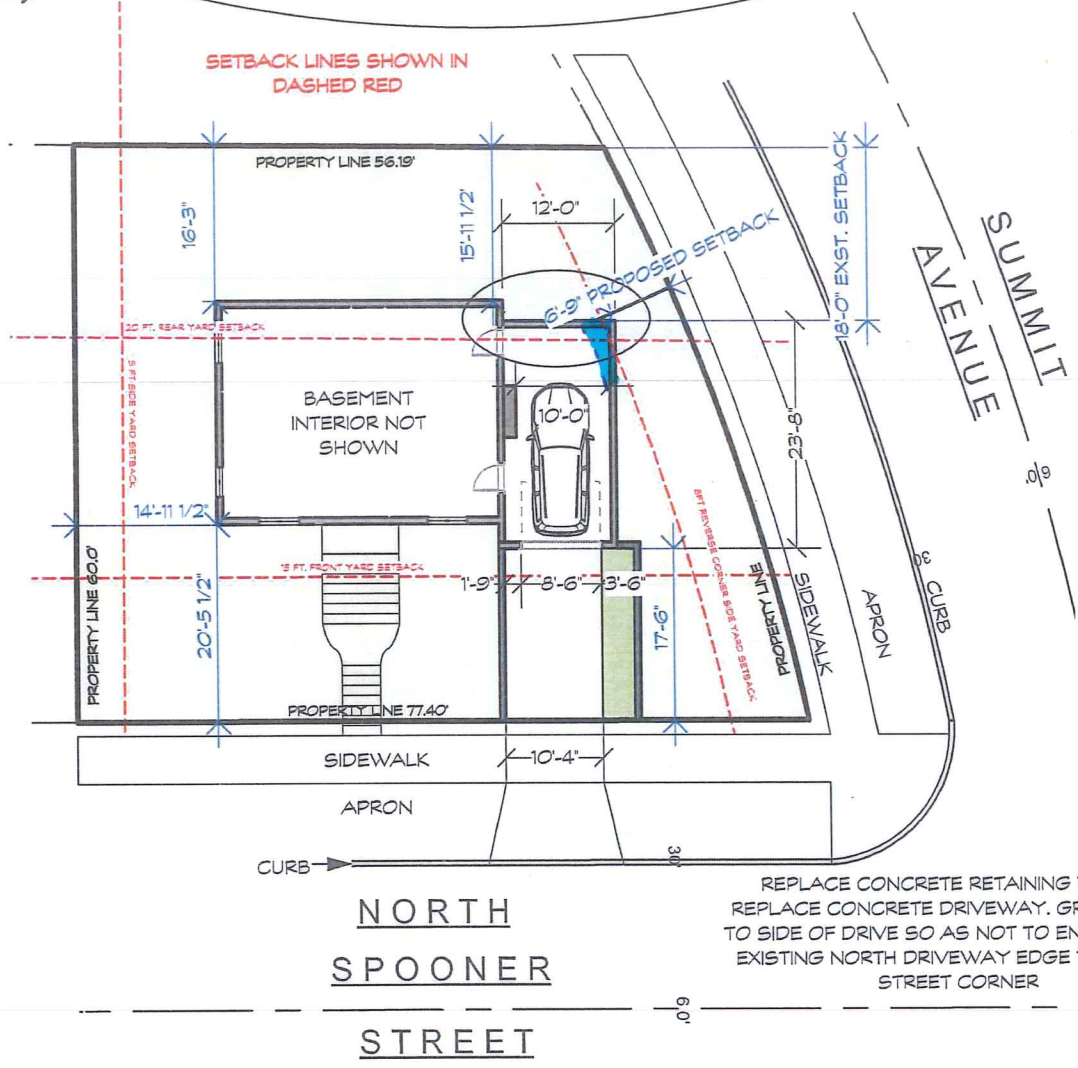 SETBACK LINES SHOWN IN
DASHED RED
PROPERTY LINE 56.19'
16'-3"
15'-11 1/2'
12'-0"
6'-9" PROPOSED SETBACK
18'-0" EXST. SETBACK
SUMMIT
AVENUE
20 FT. REAR YARD SETBACK
5 FT SIDE YARD SETBACK
BASEMENT
INTERIOR NOT
SHOWN
10'-0"
23'-8"
60'
14'-11 1/2"
8FT REVERSE CORNER SIDE YARD SETBACK
PROPERTY LINE 60.0'
20'-5 1/2"
15 FT. FRONT YARD SETBACK
1'-9"
8'-6"
3'-6"
17'-6"
PROPERTY LINE
SIDEWALK
APRON
30'
CURB
PROPERTY LINE 77.40'
SIDEWALK
10'-4"
APRON
CURB
30'
NORTH
SPOONER
STREET
60'
REPLACE CONCRETE RETAINING
REPLACE CONCRETE DRIVEWAY.
TO SIDE OF DRIVE SO AS NOT TO
EXISTING NORTH DRIVEWAY EDGE
STREET CORNER